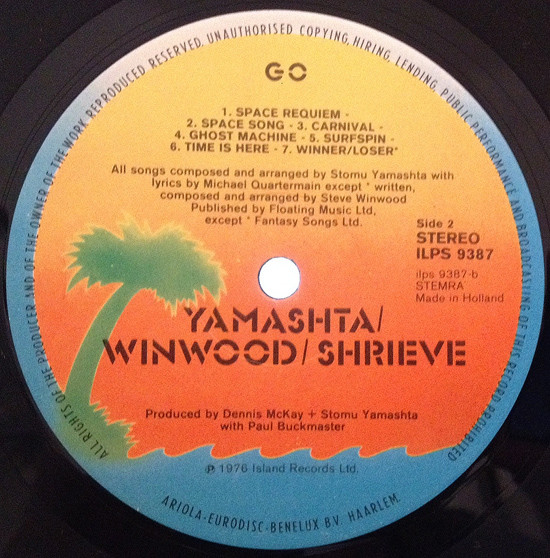 ALL RIGHTS OF THE PRODUCER AND OF THE OWNER OF THE WORK REPRODUCED RESERVED. UNAUTHORISED COPYING, HIRING, LENDING, PUBLIC PERFORMANCE AND BROADCASTING OF THIS RECORD PROHIBITED
GO
1. SPACE REQUIEM -
2. SPACE SONG - 3. CARNIVAL -
4. GHOST MACHINE - 5. SURFSPIN -
6. TIME IS HERE - 7. WINNER/LOSER*
All songs composed and arranged by Stomu Yamashta with
lyrics by Michael Quartermain except * written,
composed and arranged by Steve Winwood
Published by Floating Music Ltd,
except * Fantasy Songs Ltd.
Side 2
STEREO
ILPS 9387
ilps 9387-b
STEMRA
Made in Holland
YAMASHTA/
WINWOOD/SHRIEVE
Produced by Dennis McKay + Stomu Yamashta
with Paul Buckmaster
℗ 1976 Island Records Ltd.
ARIOLA-EURODISC-BENELUX B.V. HAARLEM.